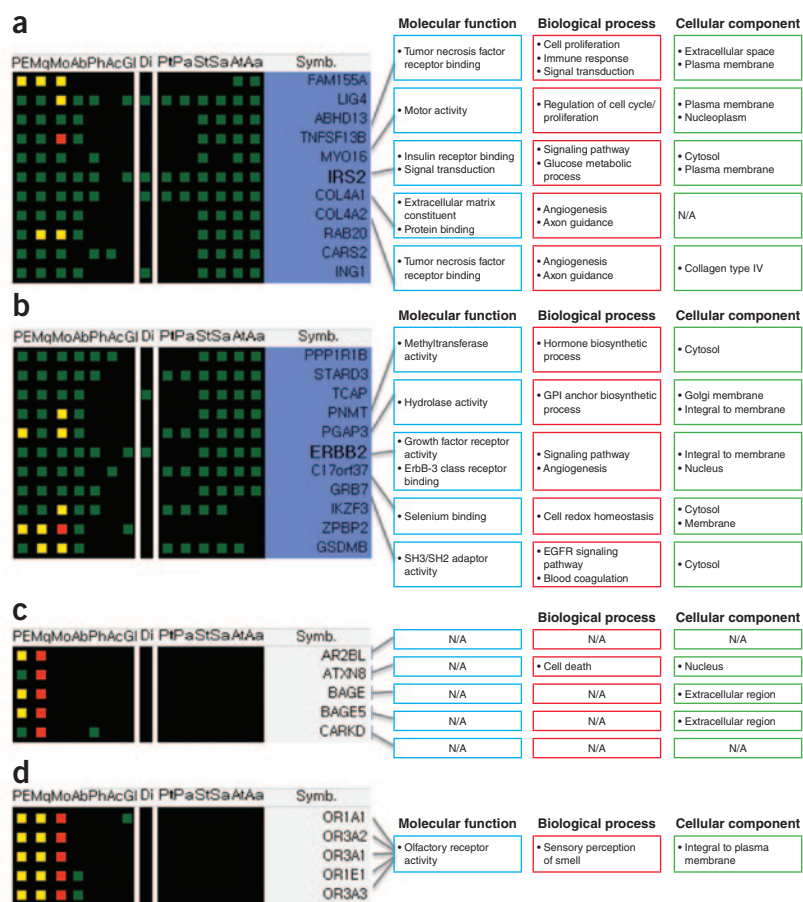 a
Molecular function Biological process Cellular component
PEMqMoAbPhAcGl Di PtPaStSaAtAa Symb.
FAM155A
LIG4
ABHD13
TNFSF13B
MYO16
IRS2
COL4A1
COL4A2
RAB20
CARS2
ING1
• Tumor necrosis factor
receptor binding
• Cell proliferation
• Immune response
• Signal transduction
• Extracellular space
• Plasma membrane
• Motor activity
• Regulation of cell cycle/
proliferation
• Plasma membrane
• Nucleoplasm
• Insulin receptor binding
• Signal transduction
• Signaling pathway
• Glucose metabolic
process
• Cytosol
• Plasma membrane
• Extracellular matrix
constituent
• Protein binding
• Angiogenesis
• Axon guidance
N/A
• Tumor necrosis factor
receptor binding
• Angiogenesis
• Axon guidance
• Collagen type IV
b
Molecular function Biological process Cellular component
PEMqMoAbPhAcGl Di PtPaStSaAtAa Symb.
PPP1R1B
STARD3
TCAP
PNMT
PGAP3
ERBB2
C17orf37
GRB7
IKZF3
ZPBP2
GSDMB
• Methyltransferase
activity
• Hormone biosynthetic
process
• Cytosol
• Hydrolase activity
• GPI anchor biosynthetic
process
• Golgi membrane
• Integral to membrane
• Growth factor receptor
activity
• ErbB-3 class receptor
binding
• Signaling pathway
• Angiogenesis
• Integral to membrane
• Nucleus
• Selenium binding
• Cell redox homeostasis
• Cytosol
• Membrane
• SH3/SH2 adaptor
activity
• EGFR signaling
pathway
• Blood coagulation
• Cytosol
c
Biological process Cellular component
PEMqMoAbPhAcGl Di PtPaStSaAtAa Symb.
AR2BL
ATXN8
BAGE
BAGE5
CARKD
N/A N/A N/A
N/A • Cell death • Nucleus
N/A N/A • Extracellular region
N/A N/A • Extracellular region
N/A N/A N/A
d
PEMqMoAbPhAcGl Di PtPaStSaAtAa Symb.
Molecular function Biological process Cellular component
OR1A1
OR3A2
OR3A1
OR1E1
OR3A3
• Olfactory receptor
activity
• Sensory perception
of smell
• Integral to plasma
membrane